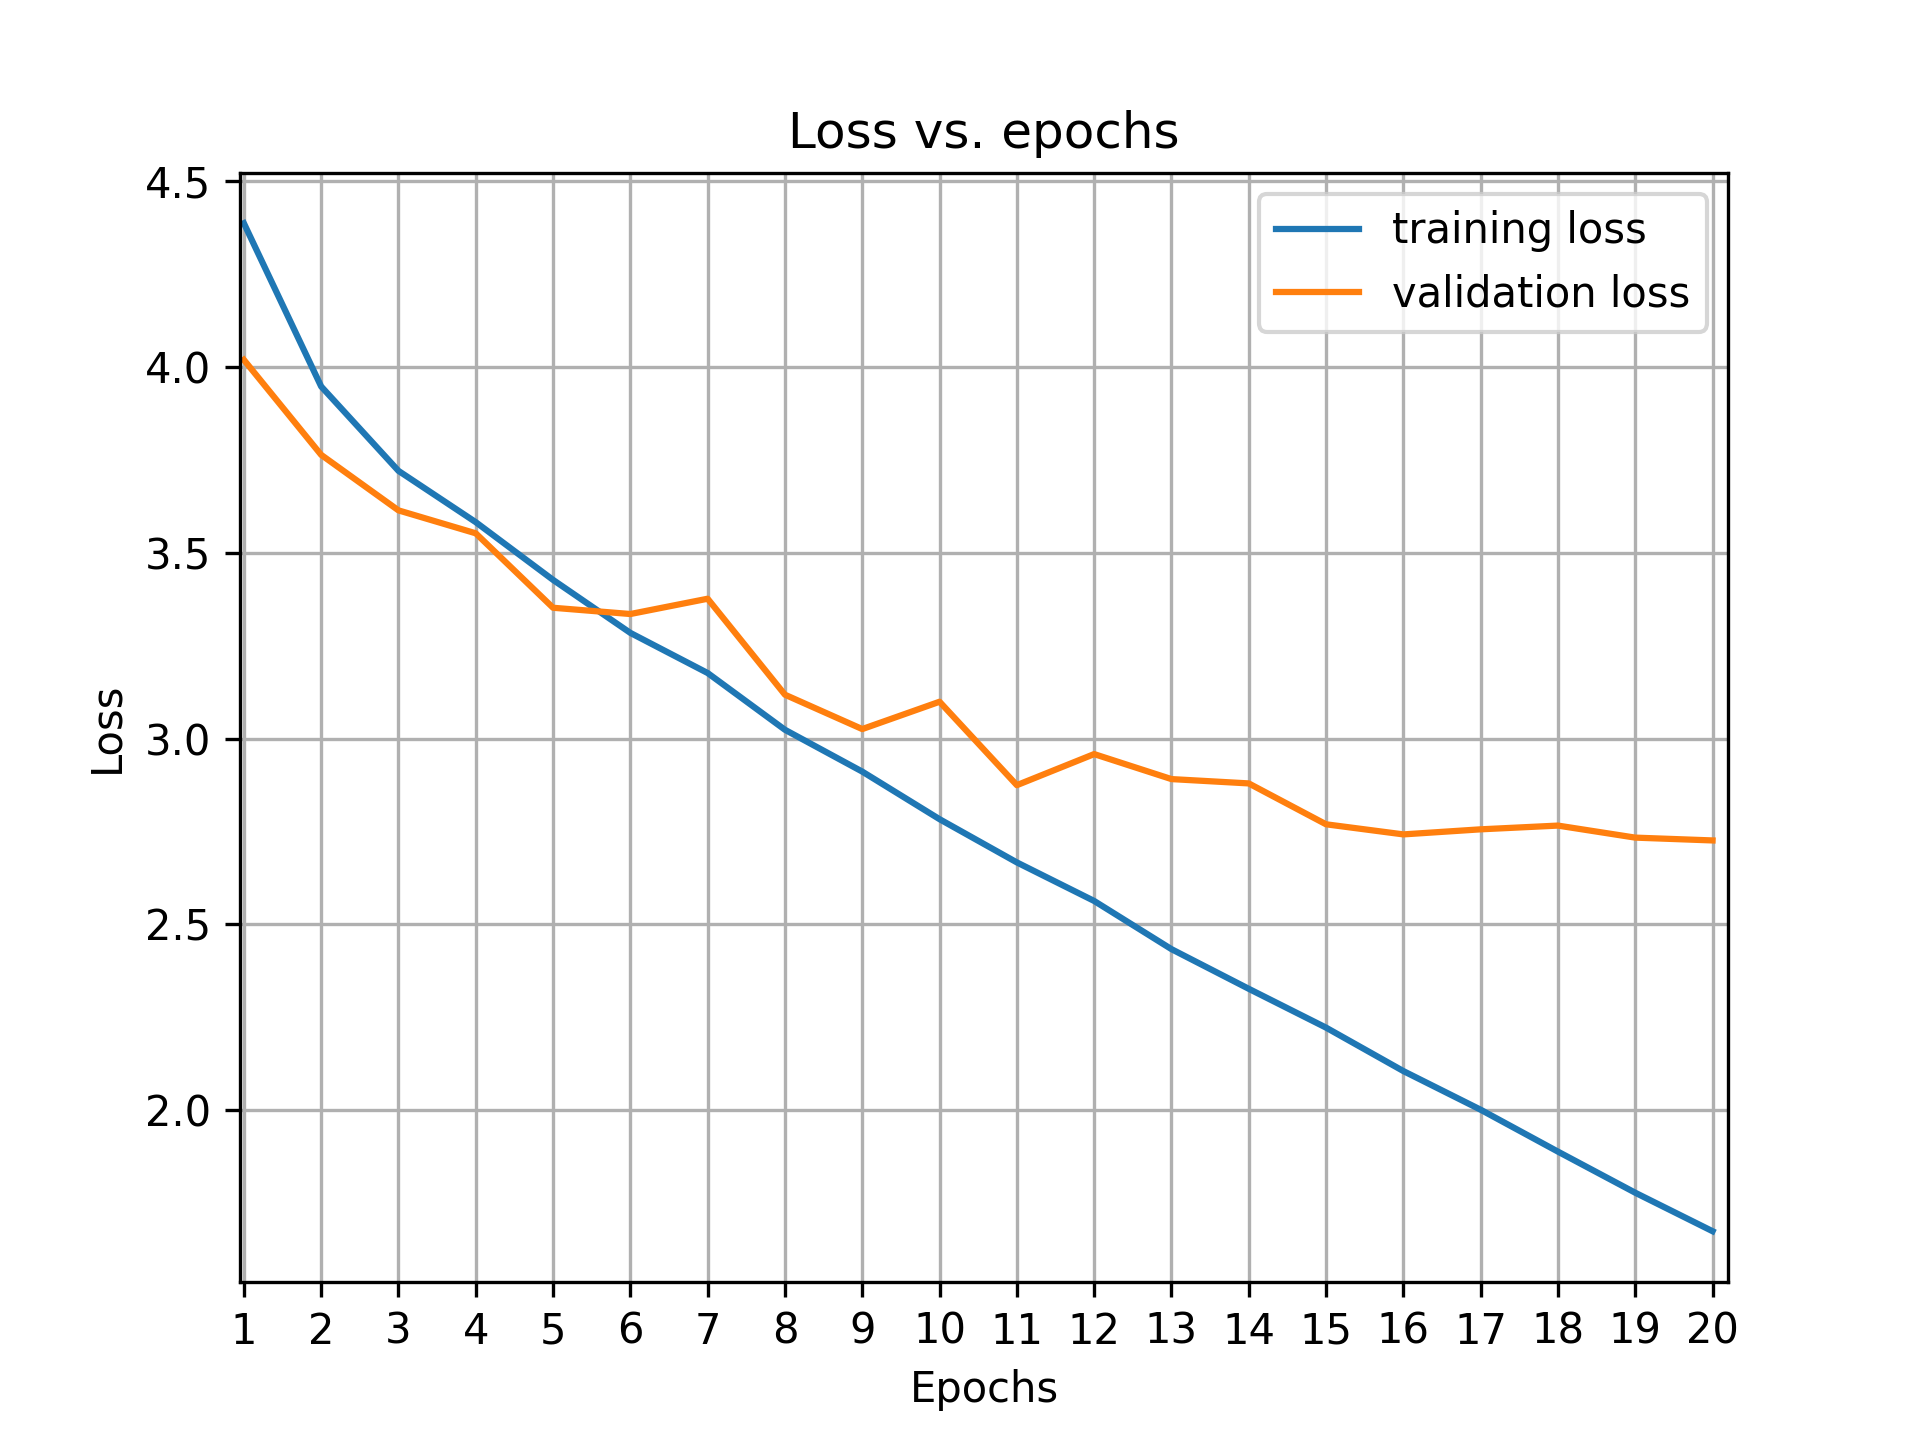 Loss vs. epochs
4.5
4.0
3.5
3.0
2.5
2.0
Loss
training loss
validation loss
1 2 3 4 5 6 7 8 9 10 11 12 13 14 15 16 17 18 19 20
Epochs